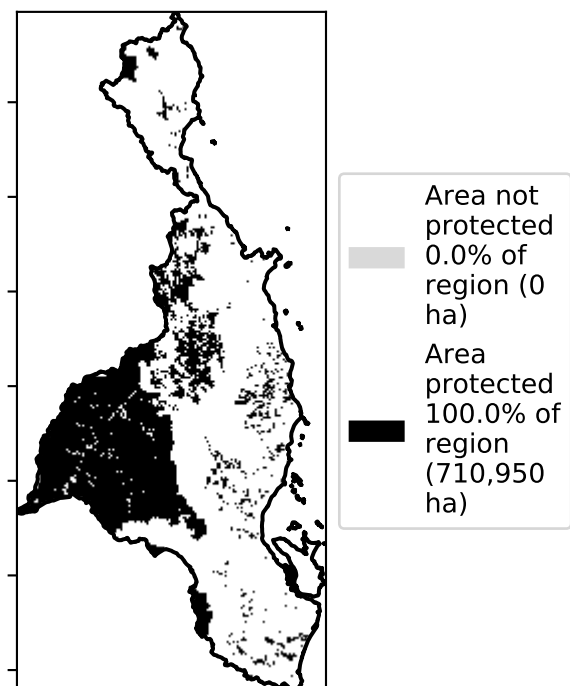 Area not
protected
0.0% of
region (0
ha)
Area
protected
100.0% of
region
(710,950
ha)